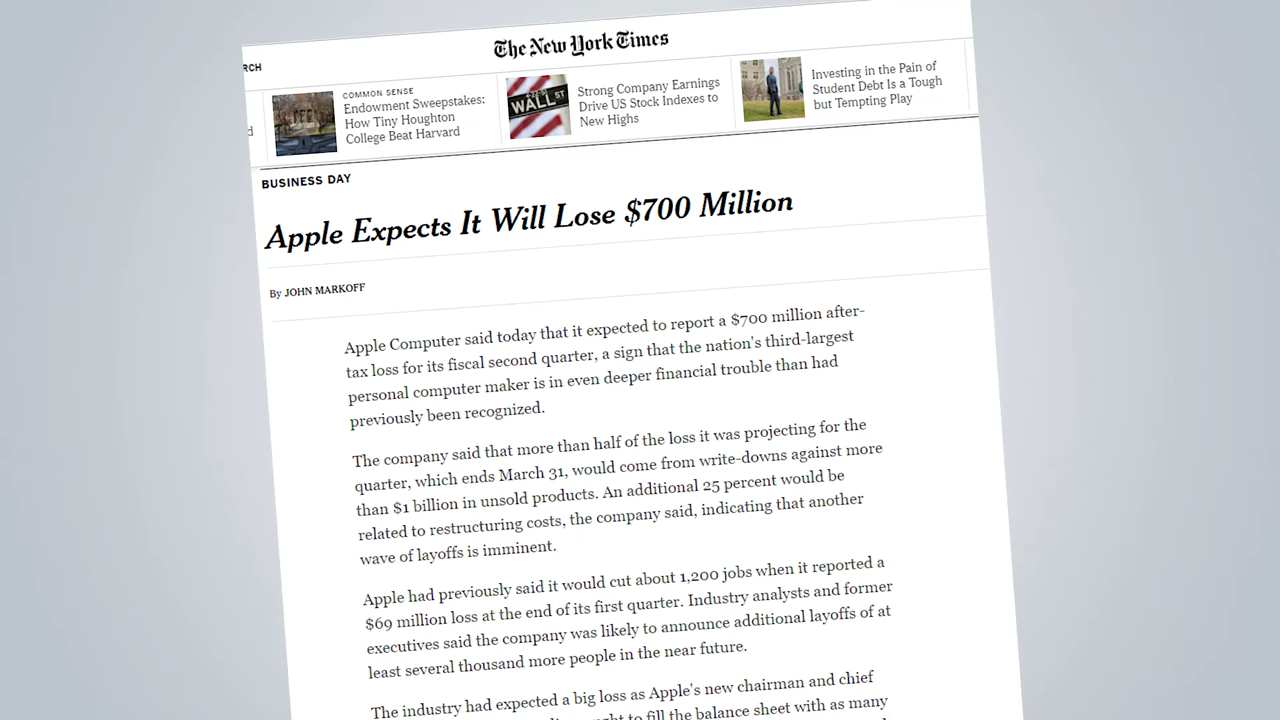 The New York Times
RCH
COMMON SENSE
Endowment Sweepstakes:
How Tiny Houghton
College Beat Harvard
WALL ST
Strong Company Earnings
Drive US Stock Indexes to
New Highs
Investing in the Pain of
Student Debt Is a Tough
but Tempting Play
d
BUSINESS DAY
Apple Expects It Will Lose $700 Million
By JOHN MARKOFF
Apple Computer said today that it expected to report a $700 million after-
tax loss for its fiscal second quarter, a sign that the nation's third-largest
personal computer maker is in even deeper financial trouble than had
previously been recognized.
The company said that more than half of the loss it was projecting for the
quarter, which ends March 31, would come from write-downs against more
than $1 billion in unsold products. An additional 25 percent would be
related to restructuring costs, the company said, indicating that another
wave of layoffs is imminent.
Apple had previously said it would cut about 1,200 jobs when it reported a
$69 million loss at the end of its first quarter. Industry analysts and former
executives said the company was likely to announce additional layoffs of at
least several thousand more people in the near future.
The industry had expected a big loss as Apple's new chairman and chief
to fill the balance sheet with as many